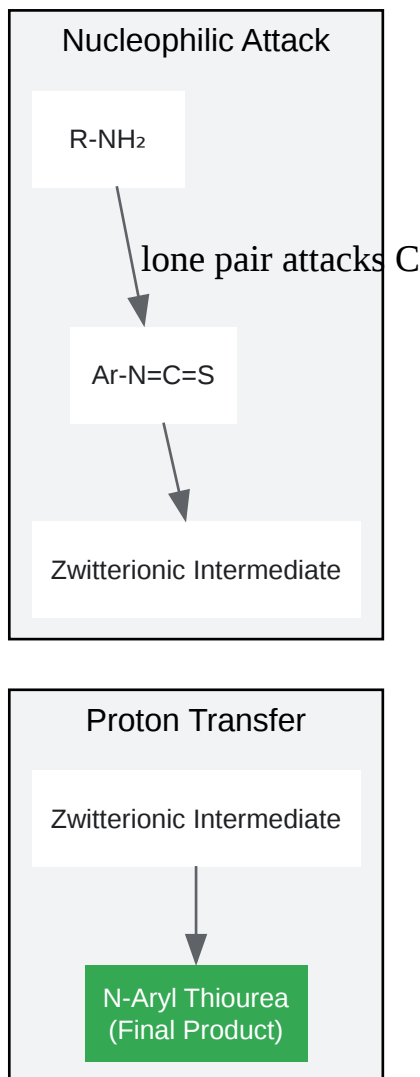 Nucleophilic Attack
R-NH₂
lone pair attacks C
Ar-N=C=S
Zwitterionic Intermediate
Proton Transfer
Zwitterionic Intermediate
N-Aryl Thiourea
(Final Product)